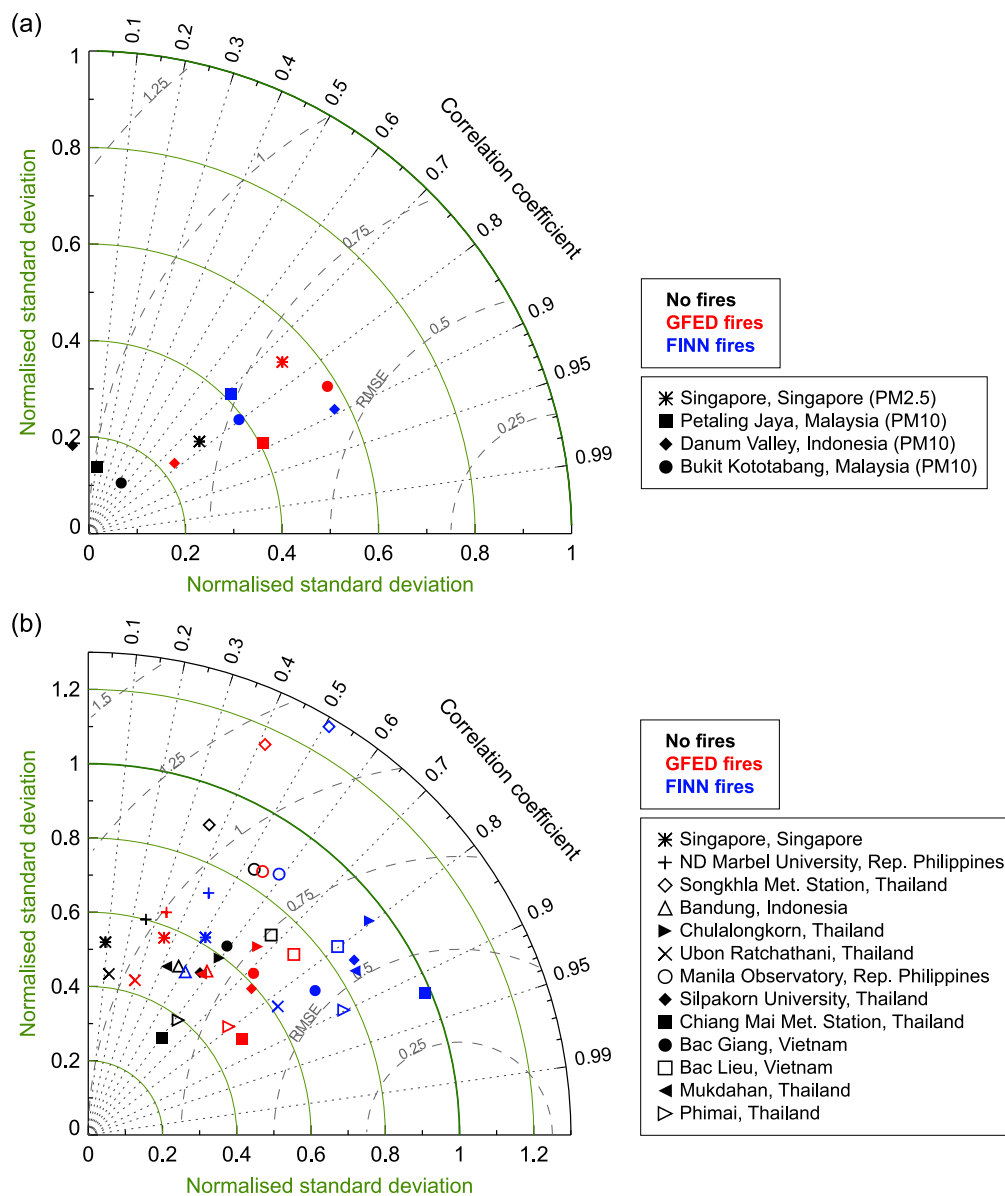 (a)
0.1
0.2
0.3
0.4
0.5
0.6
0.7
0.8
0.9
0.95
0.99
Correlation coefficient
1
0.8
0.6
0.4
0.2
0
Normalised standard deviation
1.25
1
0.75
0.5
0.25
RMSE
0
0.2
0.4
0.6
0.8
1
Normalised standard deviation
No fires
GFED fires
FINN fires
Singapore, Singapore (PM2.5)
Petaling Jaya, Malaysia (PM10)
Danum Valley, Indonesia (PM10)
Bukit Kototabang, Malaysia (PM10)
(b)
0.1
0.2
0.3
0.4
0.5
0.6
0.7
0.8
0.9
0.95
0.99
Correlation coefficient
1.2
1
0.8
0.6
0.4
0.2
0
Normalised standard deviation
1.5
1.25
1
0.75
0.5
0.25
RMSE
0
0.2
0.4
0.6
0.8
1
1.2
Normalised standard deviation
No fires
GFED fires
FINN fires
Singapore, Singapore
ND Marbel University, Rep. Philippines
Songkhla Met. Station, Thailand
Bandung, Indonesia
Chulalongkorn, Thailand
Ubon Ratchathani, Thailand
Manila Observatory, Rep. Philippines
Silpakorn University, Thailand
Chiang Mai Met. Station, Thailand
Bac Giang, Vietnam
Bac Lieu, Vietnam
Mukdahan, Thailand
Phimai, Thailand